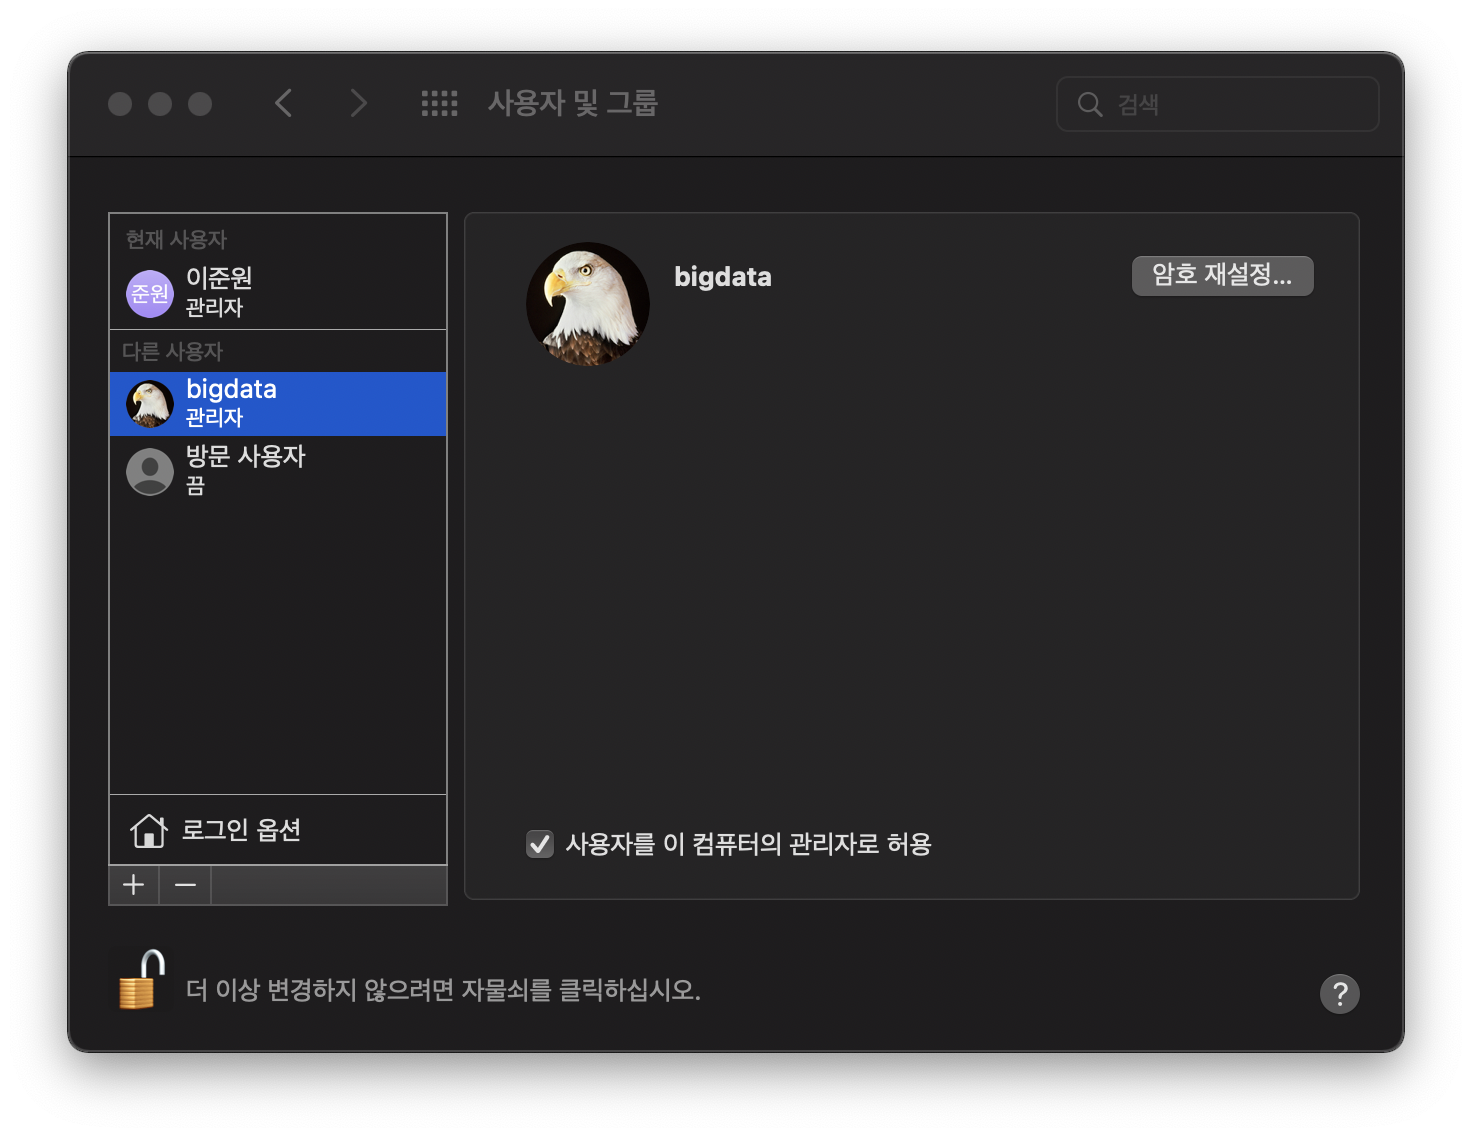 사용자 및 그룹
검색
현재 사용자
준원
이준원
관리자
다른 사용자
bigdata
관리자
방문 사용자
끔
로그인 옵션
bigdata
암호 재설정...
사용자를 이 컴퓨터의 관리자로 허용
더 이상 변경하지 않으려면 자물쇠를 클릭하십시오.
?